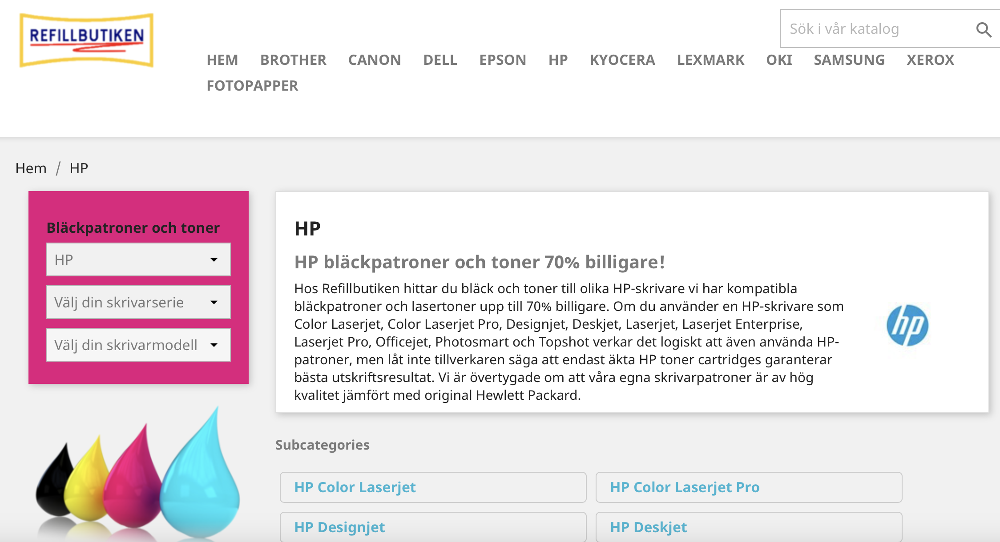 REFILLBUTIKEN
Sök i vår katalog
HEM BROTHER CANON DELL EPSON HP KYOCERA LEXMARK OKI SAMSUNG XEROX
FOTOPAPPER
Hem / HP
Bläckpatroner och toner
HP
Välj din skrivarserie
Välj din skrivarmodell
HP
HP bläckpatroner och toner 70% billigare!
Hos Refillbutiken hittar du bläck och toner till olika HP-skrivare vi har kompatibla
bläckpatroner och lasertoner upp till 70% billigare. Om du använder en HP-skrivare som
Color Laserjet, Color Laserjet Pro, Designjet, Deskjet, Laserjet, Laserjet Enterprise,
Laserjet Pro, Officejet, Photosmart och Topshot verkar det logiskt att även använda HP-
patroner, men låt inte tillverkaren säga att endast äkta HP toner cartridges garanterar
bästa utskriftsresultat. Vi är övertygade om att våra egna skrivarpatroner är av hög
kvalitet jämfört med original Hewlett Packard.
hp
Subcategories
HP Color Laserjet
HP Color Laserjet Pro
HP Designjet
HP Deskjet